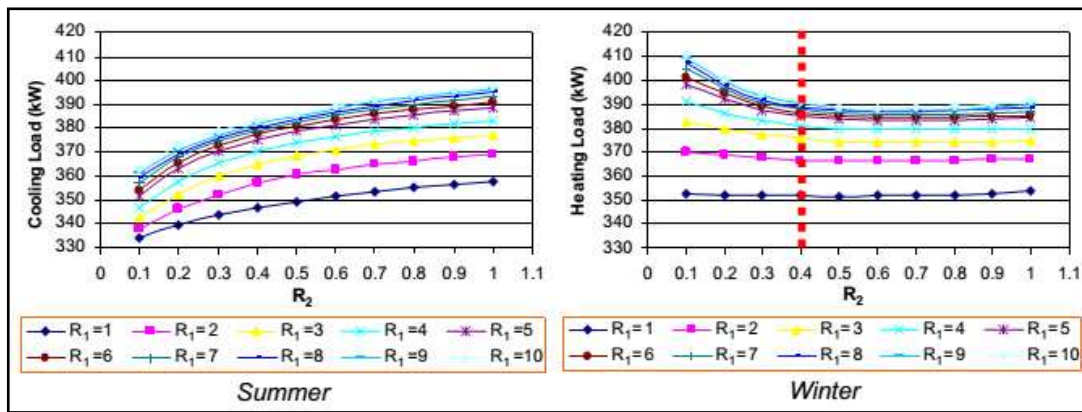 Cooling Load (kW)
420
410
400
390
380
370
360
350
340
330
0 0.1 0.2 0.3 0.4 0.5 0.6 0.7 0.8 0.9 1 1.1
R₂
R₁=1 R₁=2 R₁=3 R₁=4 R₁=5
R₁=6 R₁=7 R₁=8 R₁=9 R₁=10
Summer
Heating Load (kW)
420
410
400
390
380
370
360
350
340
330
0 0.1 0.2 0.3 0.4 0.5 0.6 0.7 0.8 0.9 1 1.1
R₂
R₁=1 R₁=2 R₁=3 R₁=4 R₁=5
R₁=6 R₁=7 R₁=8 R₁=9 R₁=10
Winter